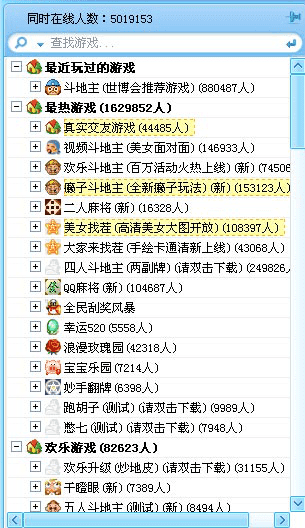 同时在线人数：5019153
查找游戏...
最近玩过的游戏
斗地主(世博会推荐游戏)(880487人)
最热游戏(1629852人)
真实交友游戏(44485人)
视频斗地主(美女面对面)(146933人)
欢乐斗地主(百万活动火热上线)(新)(74506
癞子斗地主(全新癞子玩法)(新)(153123人)
二人麻将(新)(16328人)
美女找茬(高清美女大图开放)(108397人)
大家来找茬(手绘卡通清新上线)(43068人)
四人斗地主(两副牌)(请双击下载)(249826人
QQ麻将(新)(104687人)
全民刮奖风暴
幸运520(5558人)
浪漫玫瑰园(42318人)
宝宝乐园(7214人)
妙手翻牌(6398人)
跑胡子(测试)(请双击下载)(9989人)
憋七(测试)(请双击下载)(7948人)
欢乐游戏(82623人)
欢乐升级(炒地皮)(请双击下载)(31155人)
干瞪眼(新)(7389人)
五人斗地主(测试)(新)(8494人)